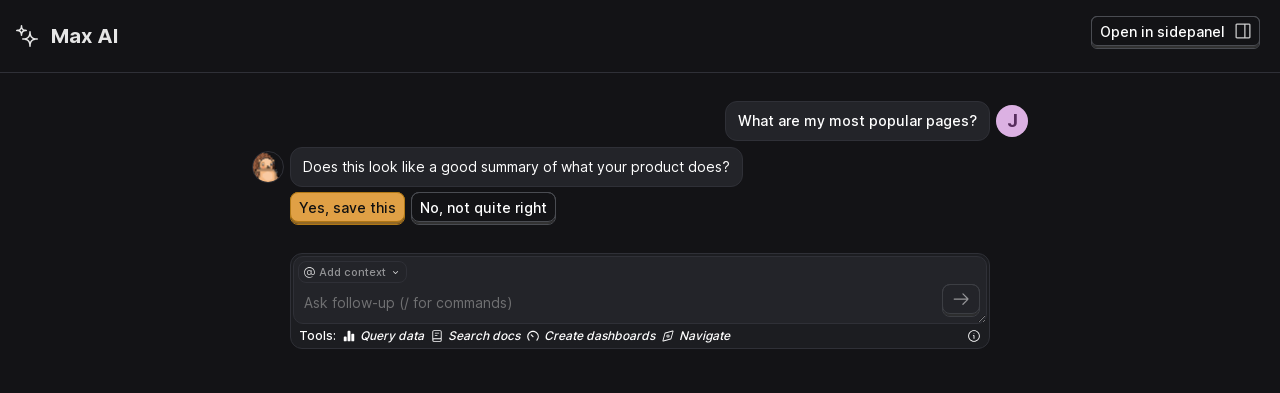 Max AI
Open in sidepanel
What are my most popular pages?
J
Does this look like a good summary of what your product does?
Yes, save this
No, not quite right
@ Add context
Ask follow-up (/ for commands)
Tools: Query data Search docs Create dashboards Navigate